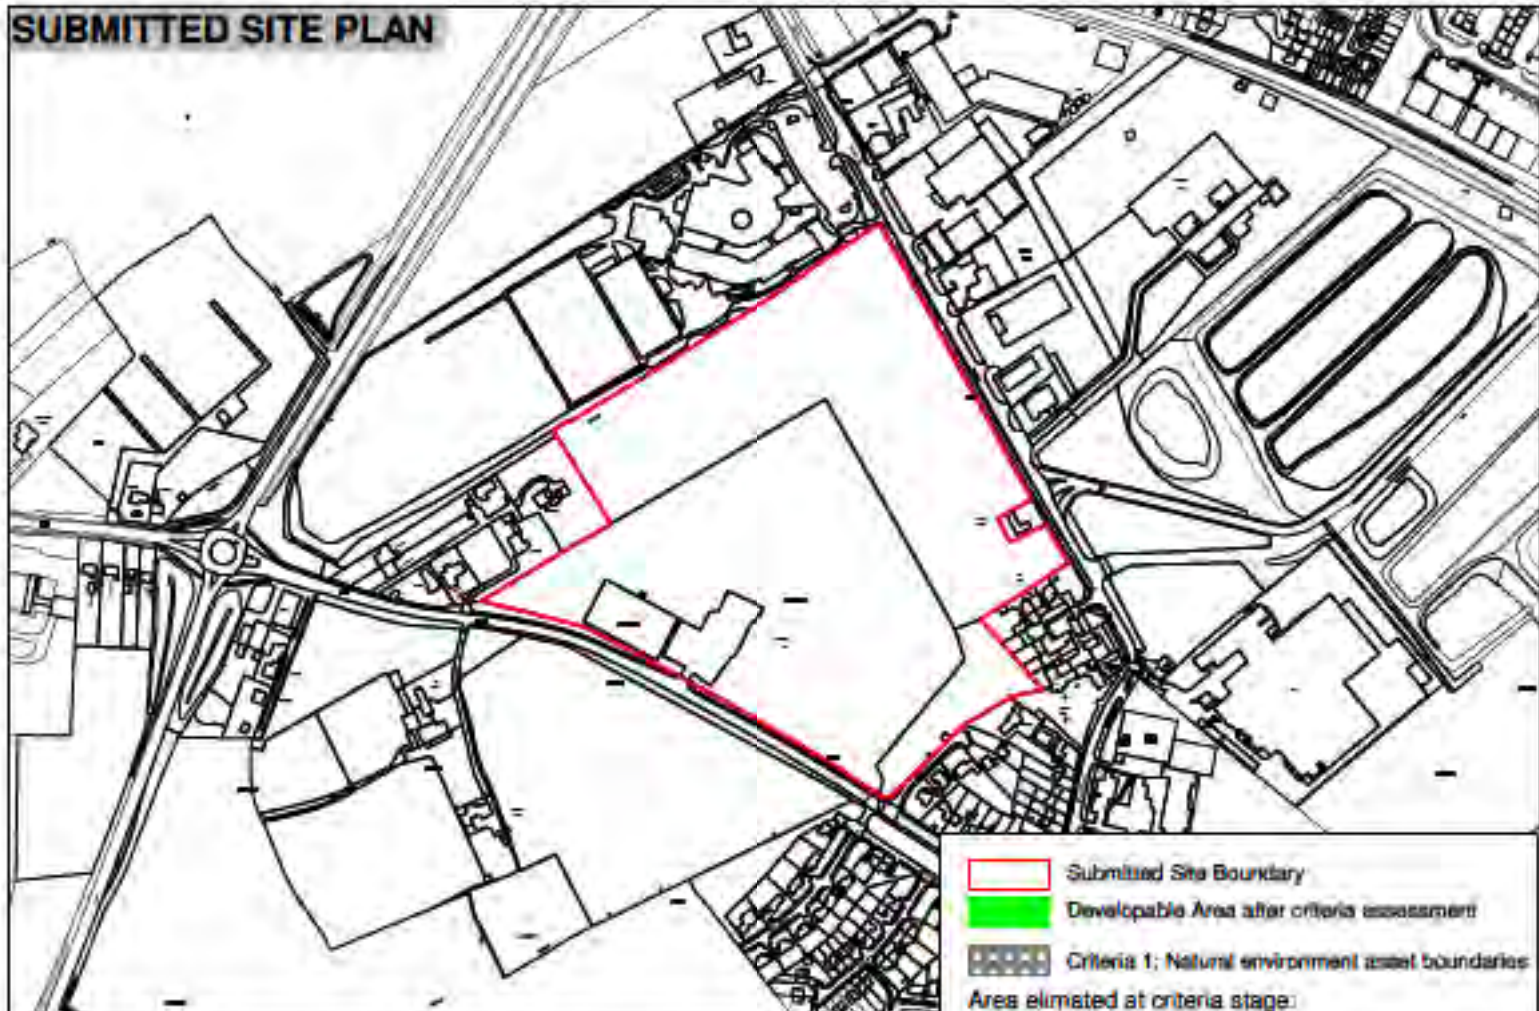 SUBMITTED SITE PLAN
Submitted Site Boundary
Developable Area after criteria assessment
Criteria 1; Natural environment asset boundaries
Area elimated at criteria stage: